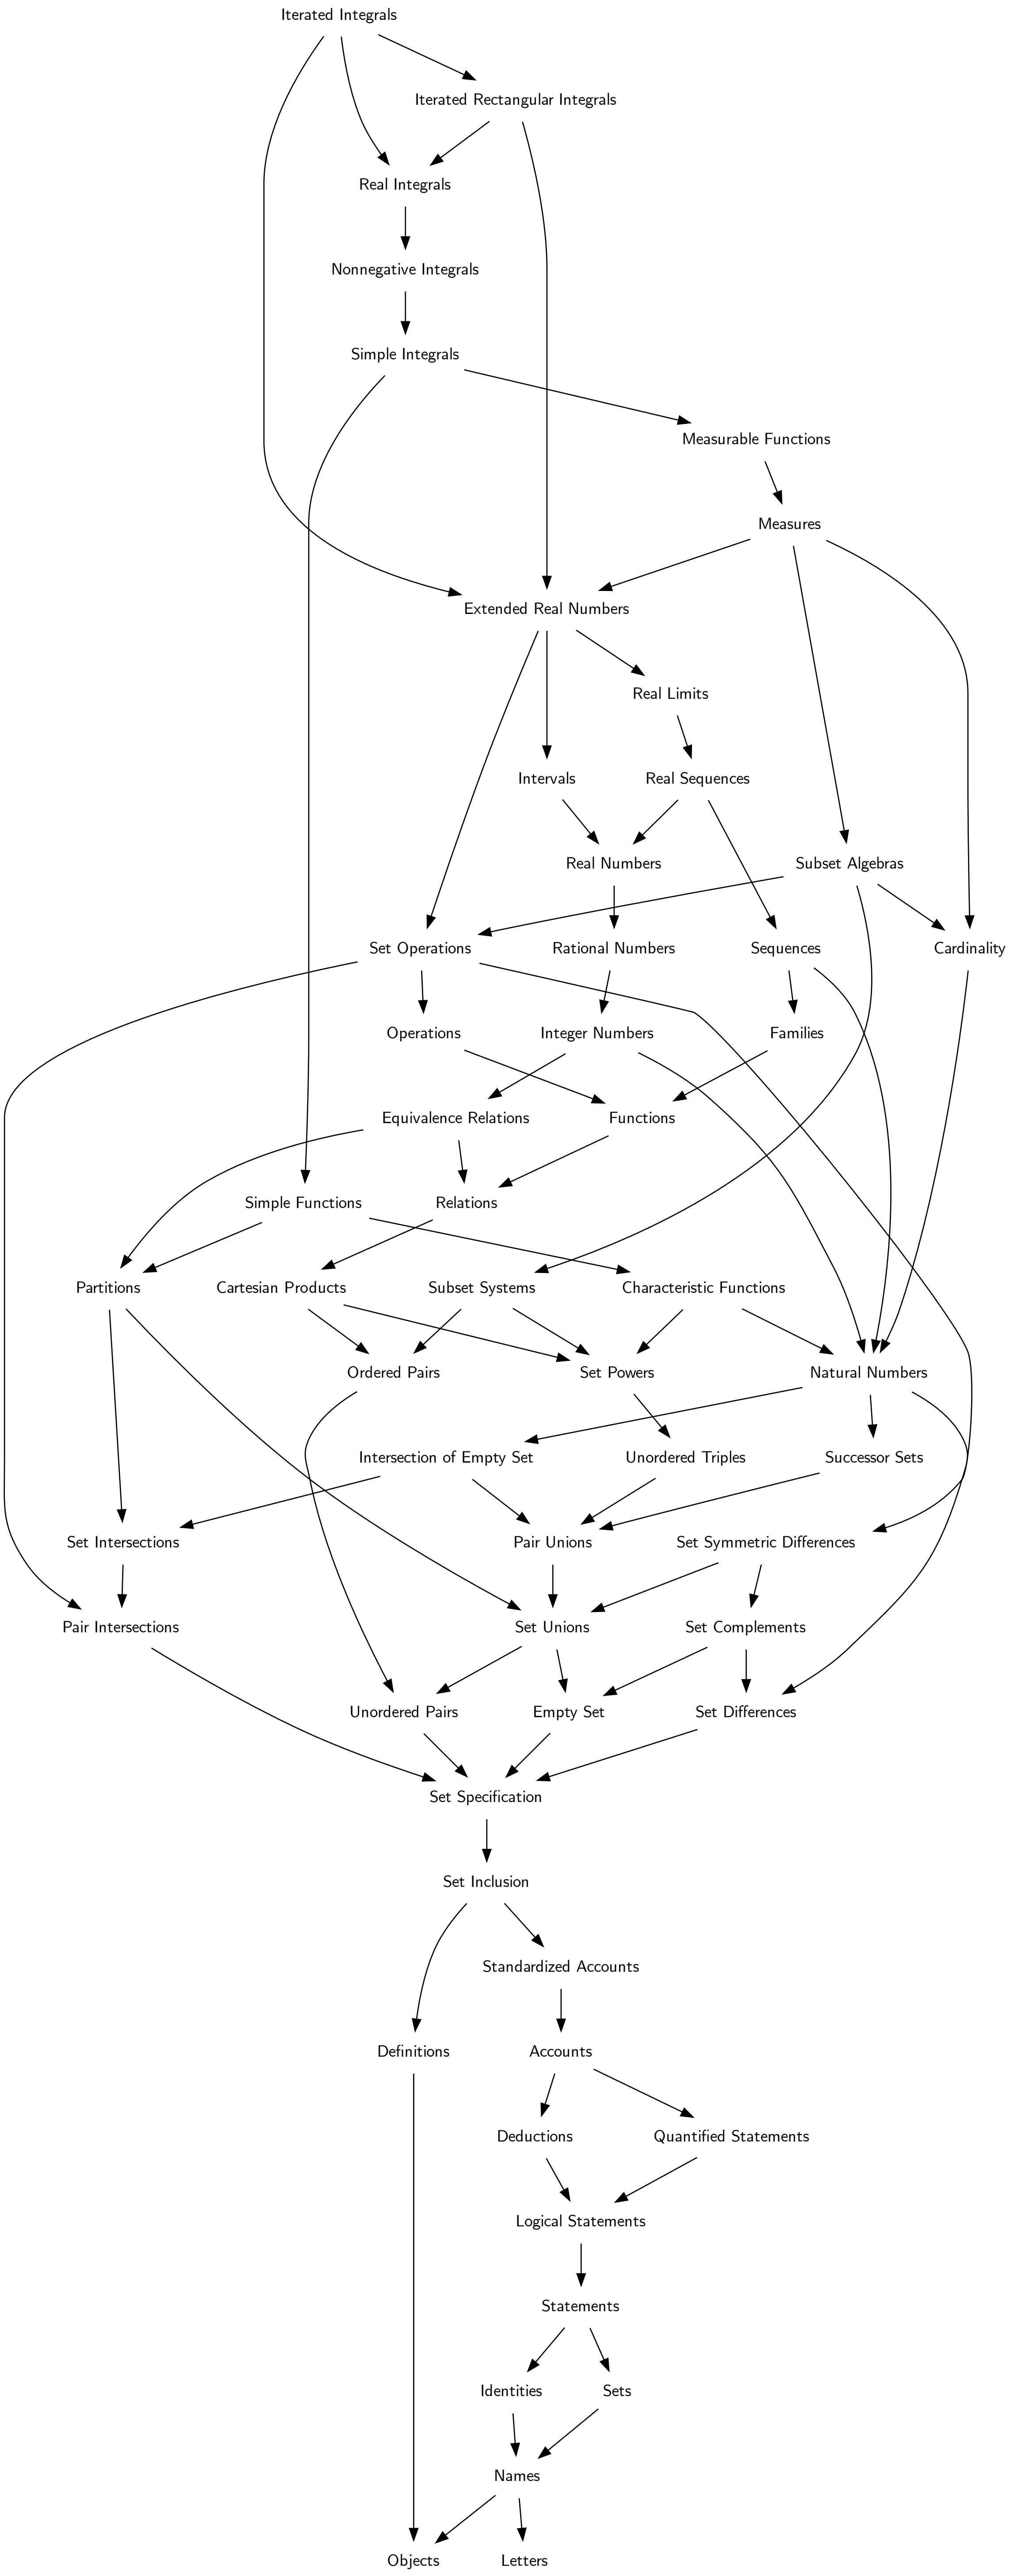 Iterated Integrals
Iterated Rectangular Integrals
Real Integrals
Nonnegative Integrals
Simple Integrals
Measurable Functions
Measures
Extended Real Numbers
Real Limits
Intervals
Real Sequences
Real Numbers
Subset Algebras
Set Operations
Rational Numbers
Sequences
Cardinality
Operations
Integer Numbers
Families
Equivalence Relations
Functions
Simple Functions
Relations
Partitions
Cartesian Products
Subset Systems
Characteristic Functions
Ordered Pairs
Set Powers
Natural Numbers
Intersection of Empty Set
Unordered Triples
Successor Sets
Set Intersections
Pair Unions
Set Symmetric Differences
Pair Intersections
Set Unions
Set Complements
Unordered Pairs
Empty Set
Set Differences
Set Specification
Set Inclusion
Standardized Accounts
Definitions
Accounts
Deductions
Quantified Statements
Logical Statements
Statements
Identities
Sets
Names
Objects
Letters